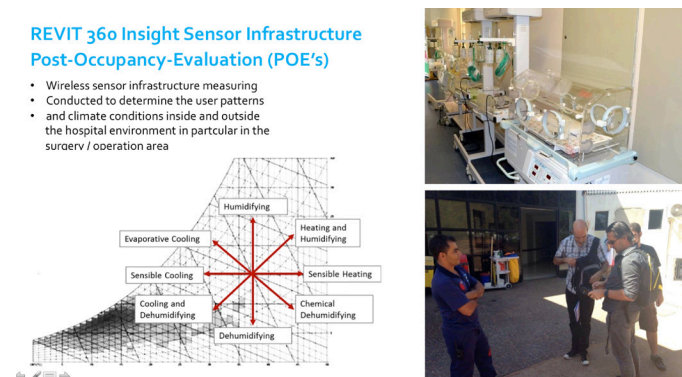 REVIT 360 Insight Sensor Infrastructure
Post-Occupancy-Evaluation (POE's)
• Wireless sensor infrastructure measuring
• Conducted to determine the user patterns
• and climate conditions inside and outside
the hospital environment in partcular in the
surgery / operation area
Humidifying
Heating and
Humidifying
Evaporative Cooling
Sensible Cooling
Sensible Heating
Cooling and
Dehumidifying
Chemical
Dehumidifying
Dehumidifying